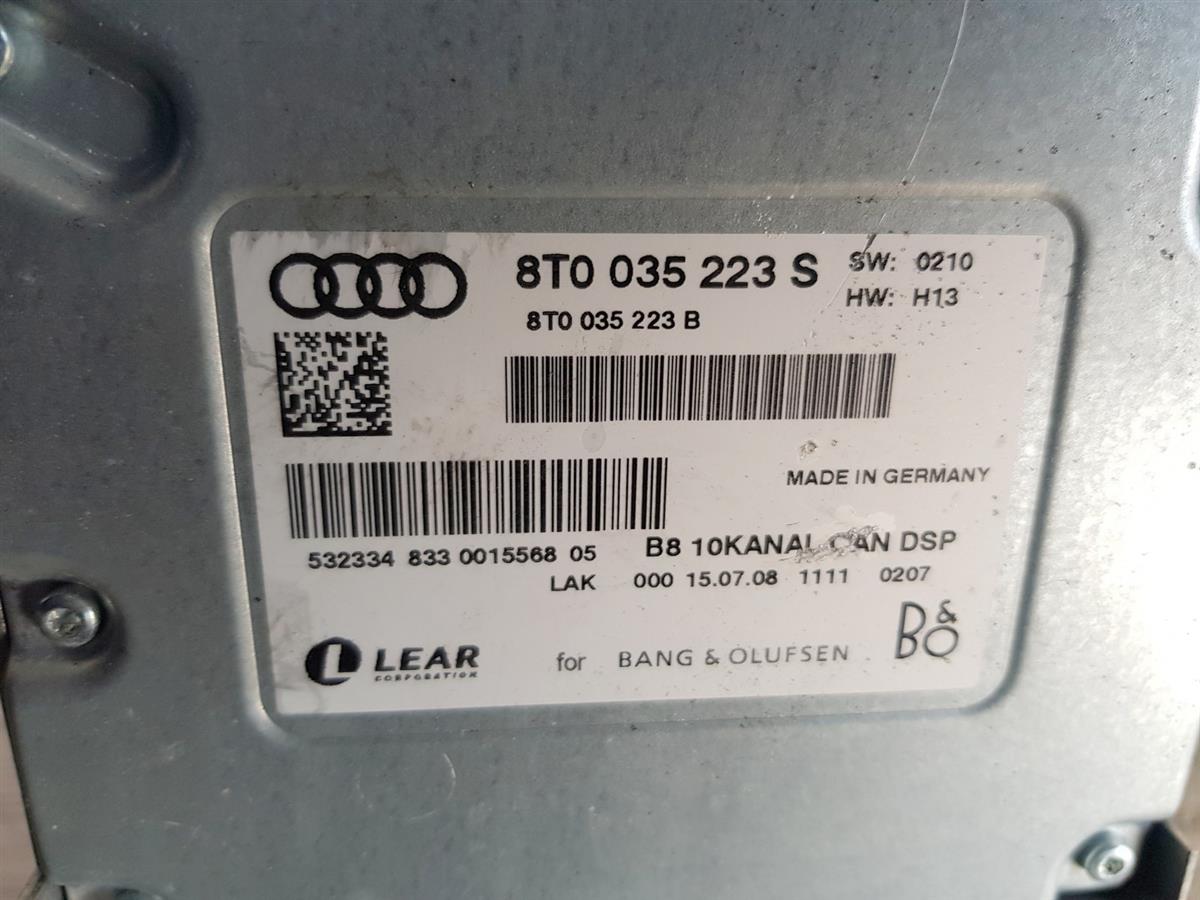 8T0 035 223 S
SW: 0210
8T0 035 223 B
HW: H13
MADE IN GERMANY
532334 833 0015568 05
B8 10KANAL CAN DSP
LAK 000 15.07.08 1111 0207
LEAR
CORPORATION
for BANG & OLUFSEN
B&O